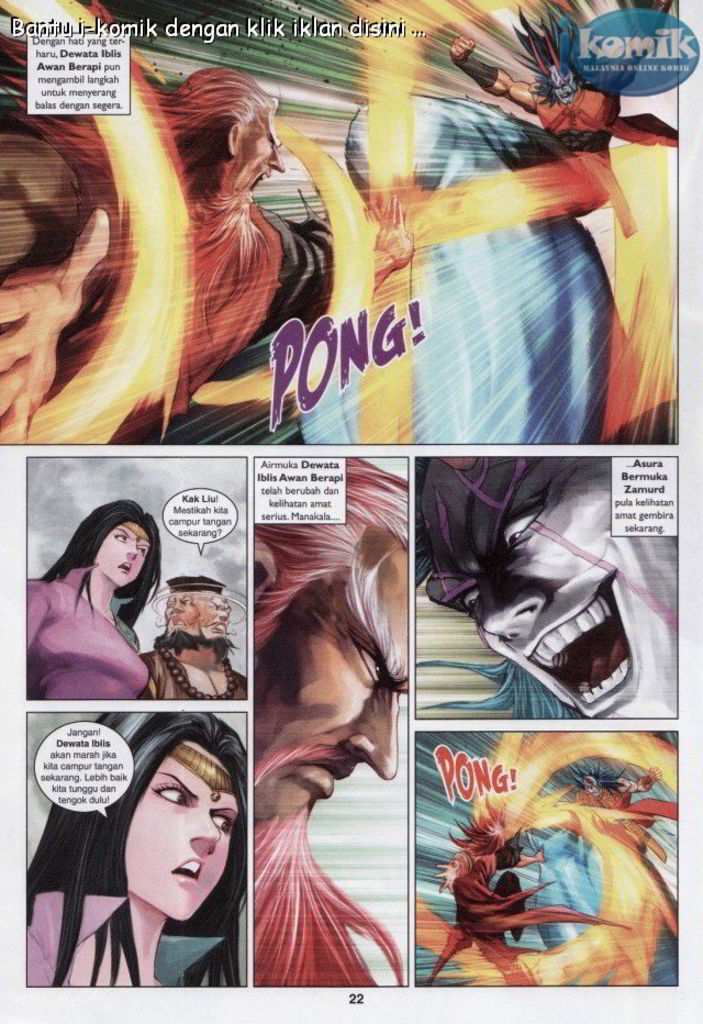 Bantu i-komik dengan klik iklan disini ...
ikomik
MALAYSIA ONLINE KOMIK
Dengan hati yang ter-
haru, Dewata Iblis
Awan Berapi pun
mengambil langkah
untuk menyerang
balas dengan segera.
PONG!
Kak Liu!
Mestikah kita
campur tangan
sekarang?
Airmuka Dewata
Iblis Awan Berapi
telah berubah dan
kelihatan amat
serius. Manakala....
...Asura
Bermuka
Zamurd
pula kelihatan
amat gembira
sekarang.
Jangan!
Dewata Iblis
akan marah jika
kita campur tangan
sekarang. Lebih baik
kita tunggu dan
tengok dulu!
PONG!
22